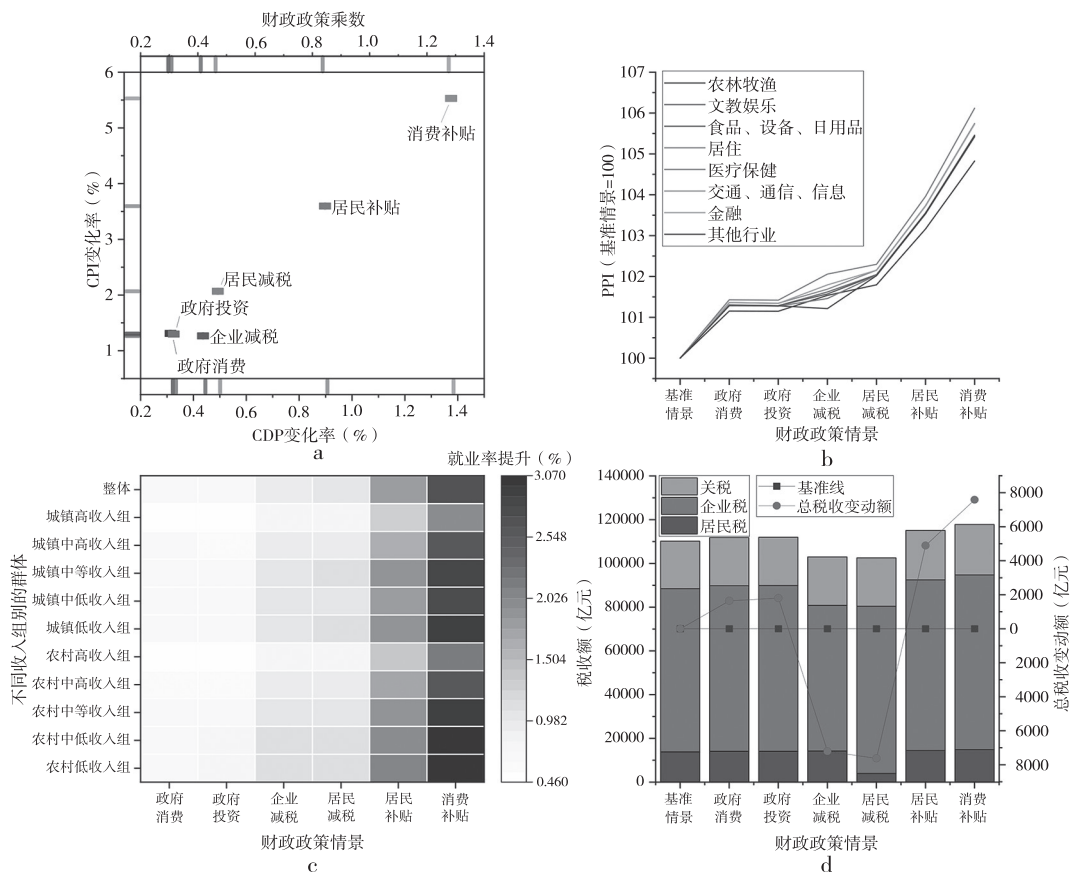 财政政策乘数
0.2 0.4 0.6 0.8 1.0 1.2 1.4
6
5
4
3
2
1
CPI变化率(%)
消费补贴
居民补贴
居民减税
政府投资
企业减税
政府消费
0.2 0.4 0.6 0.8 1.0 1.2 1.4
CDP变化率(%)
a
107
106
105
104
103
102
101
100
PPI(基准情景=100)
农林牧渔
文教娱乐
食品、设备、日用品
居住
医疗保健
交通、通信、信息
金融
其他行业
基准情景 政府消费 政府投资 企业减税 居民减税 居民补贴 消费补贴
财政政策情景
b
就业率提升(%)
不同收入组别的群体
整体
城镇高收入组
城镇中高收入组
城镇中等收入组
城镇中低收入组
城镇低收入组
农村高收入组
农村中高收入组
农村中等收入组
农村中低收入组
农村低收入组
3.070
2.548
2.026
1.504
0.982
0.460
政府消费 政府投资 企业减税 居民减税 居民补贴 消费补贴
财政政策情景
c
140000
120000
100000
80000
60000
40000
20000
0
税收额(亿元)
关税
企业税
居民税
基准线
总税收变动额
8000
6000
4000
2000
0
2000
4000
6000
8000
总税收变动额(亿元)
基准情景 政府消费 政府投资 企业减税 居民减税 居民补贴 消费补贴
财政政策情景
d